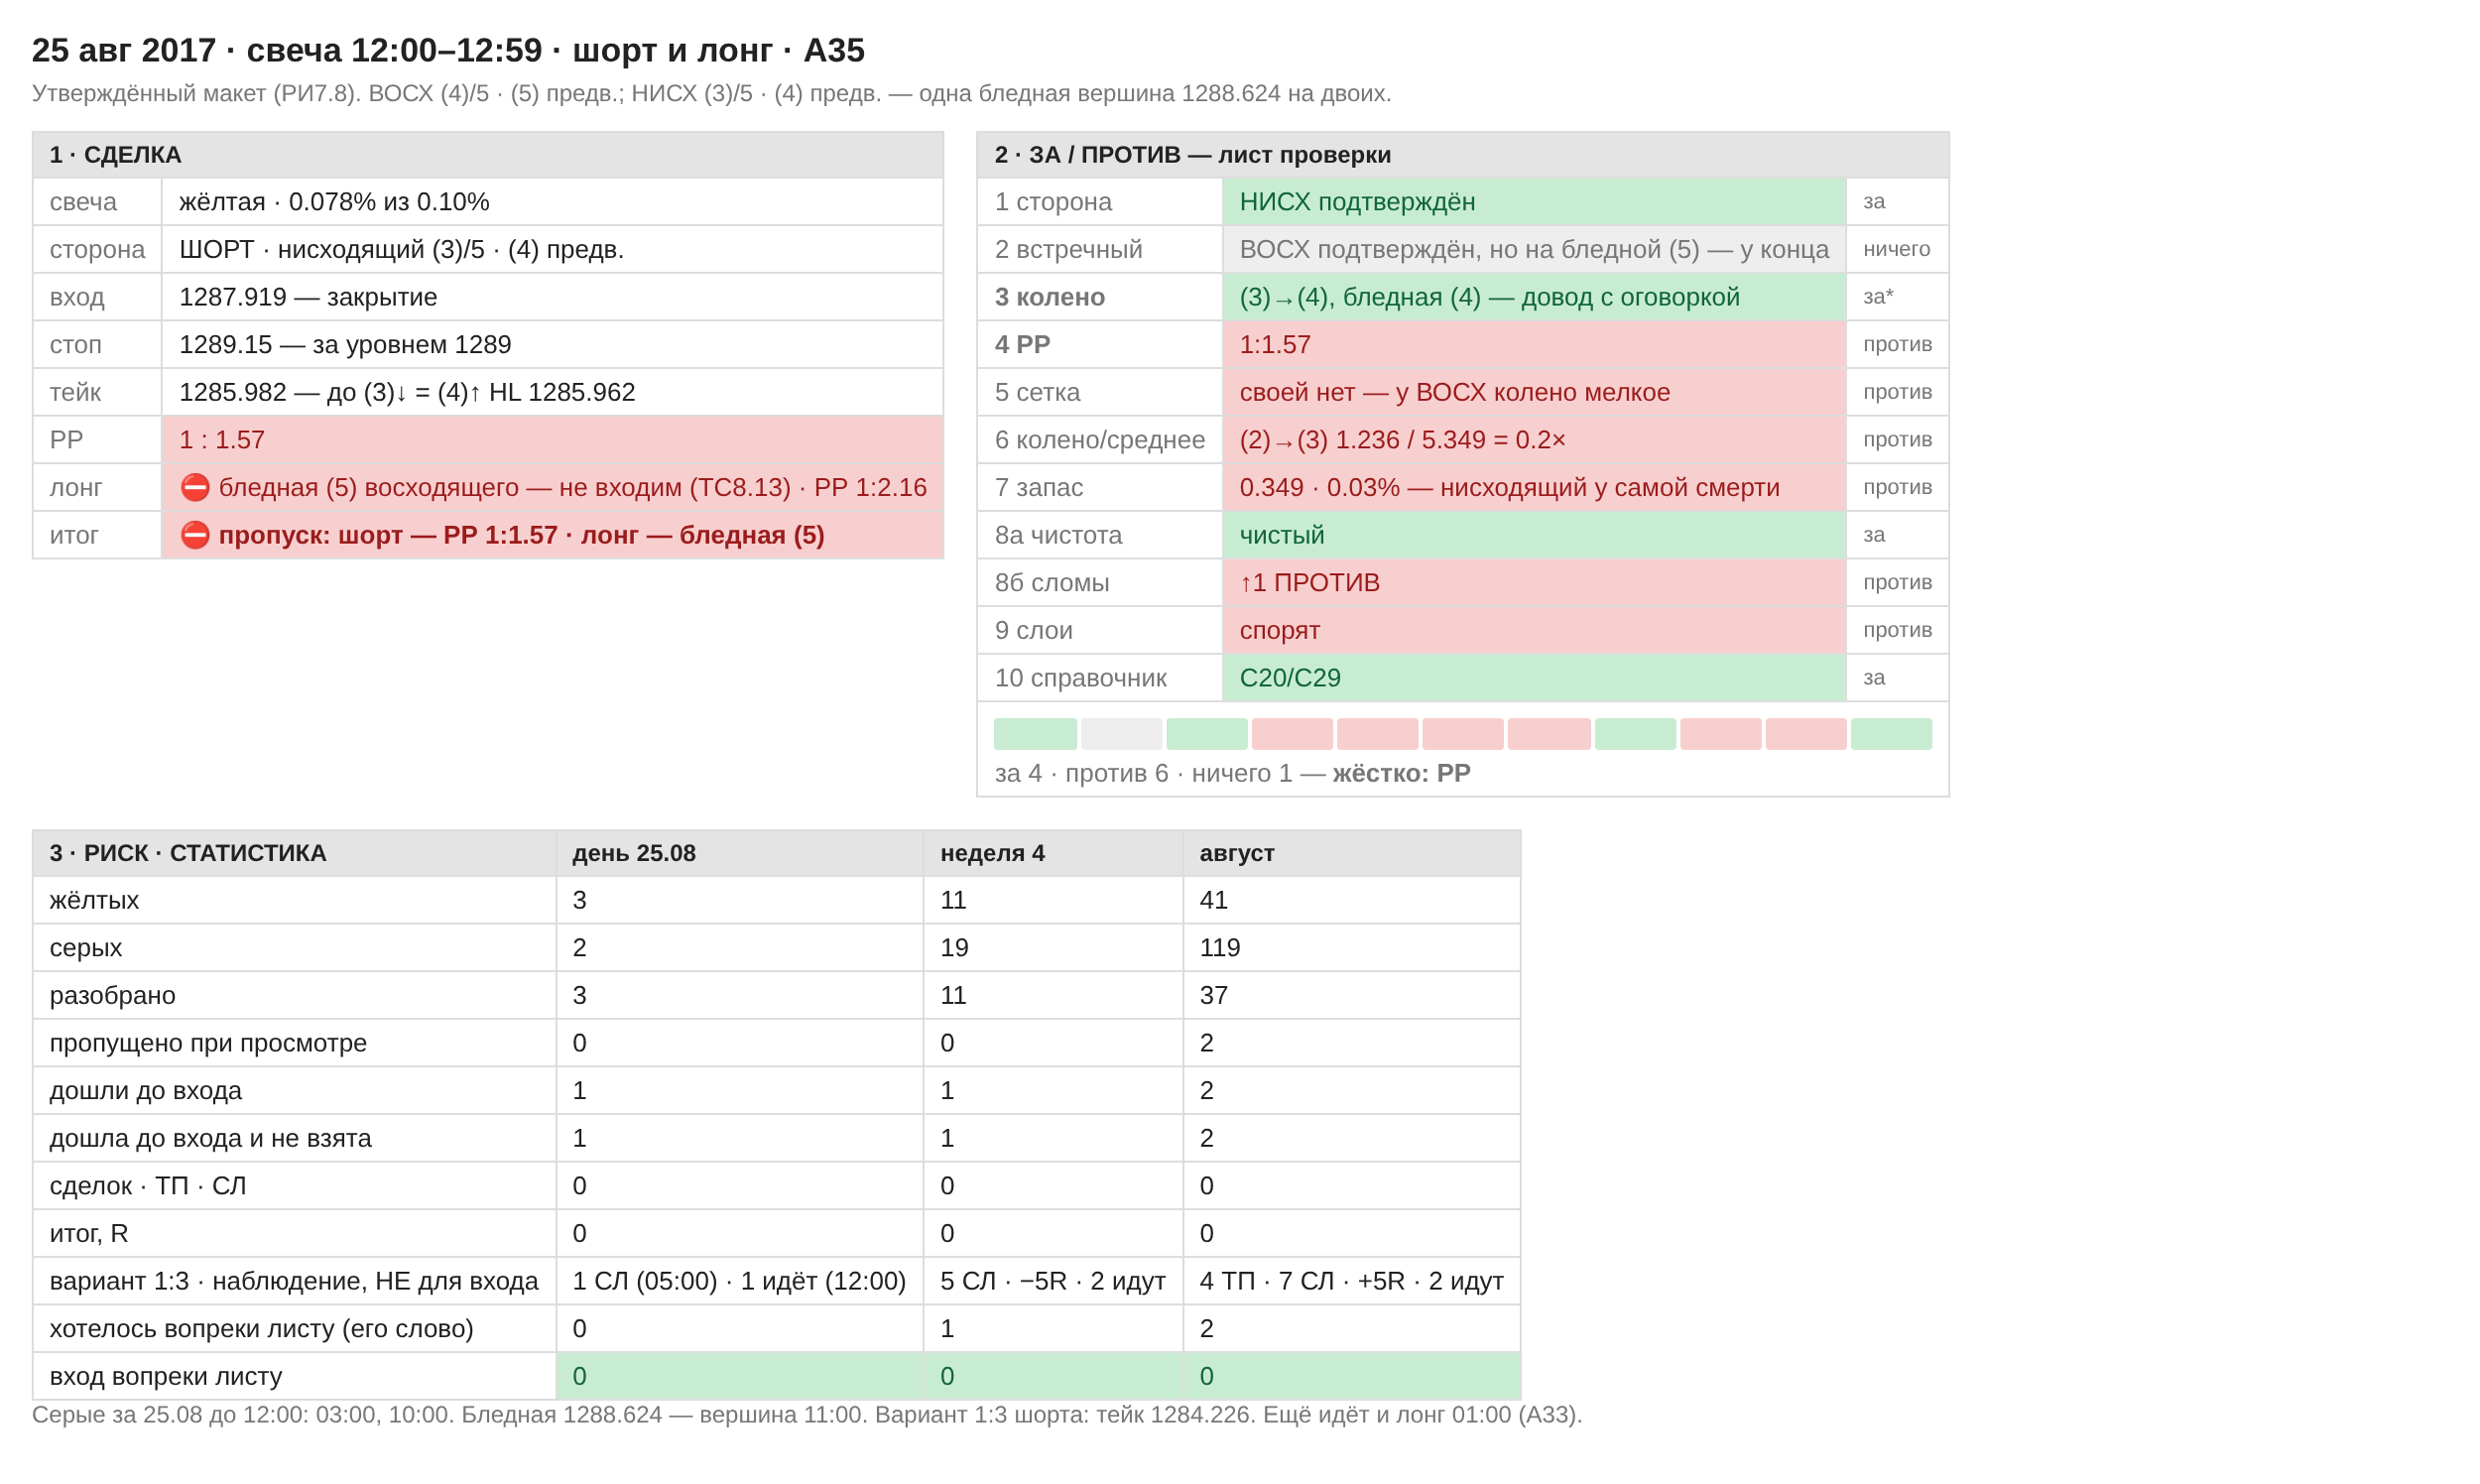 25 авг 2017 · свеча 12:00–12:59 · шорт и лонг · А35
Утверждённый макет (РИ7.8). ВОСХ (4)/5 · (5) предв.; НИСХ (3)/5 · (4) предв. — одна бледная вершина 1288.624 на двоих.
1 · СДЕЛКА
свеча жёлтая · 0.078% из 0.10%
сторона ШОРТ · нисходящий (3)/5 · (4) предв.
вход 1287.919 — закрытие
стоп 1289.15 — за уровнем 1289
тейк 1285.982 — до (3)↓ = (4)↑ HL 1285.962
РР 1 : 1.57
лонг ⛔ бледная (5) восходящего — не входим (ТС8.13) · РР 1:2.16
итог ⛔ пропуск: шорт — РР 1:1.57 · лонг — бледная (5)
2 · ЗА / ПРОТИВ — лист проверки
1 сторона НИСХ подтверждён за
2 встречный ВОСХ подтверждён, но на бледной (5) — у конца ничего
3 колено (3)→(4), бледная (4) — довод с оговоркой за*
4 РР 1:1.57 против
5 сетка своей нет — у ВОСХ колено мелкое против
6 колено/среднее (2)→(3) 1.236 / 5.349 = 0.2× против
7 запас 0.349 · 0.03% — нисходящий у самой смерти против
8а чистота чистый за
8б сломы ↑1 ПРОТИВ против
9 слои спорят против
10 справочник С20/С29 за
за 4 · против 6 · ничего 1 — жёстко: РР
3 · РИСК · СТАТИСТИКА день 25.08 неделя 4 август
жёлтых 3 11 41
серых 2 19 119
разобрано 3 11 37
пропущено при просмотре 0 0 2
дошли до входа 1 1 2
дошла до входа и не взята 1 1 2
сделок · ТП · СЛ 0 0 0
итог, R 0 0 0
вариант 1:3 · наблюдение, НЕ для входа 1 СЛ (05:00) · 1 идёт (12:00) 5 СЛ · −5R · 2 идут 4 ТП · 7 СЛ · +5R · 2 идут
хотелось вопреки листу (его слово) 0 1 2
вход вопреки листу 0 0 0
Серые за 25.08 до 12:00: 03:00, 10:00. Бледная 1288.624 — вершина 11:00. Вариант 1:3 шорта: тейк 1284.226. Ещё идёт и лонг 01:00 (А33).